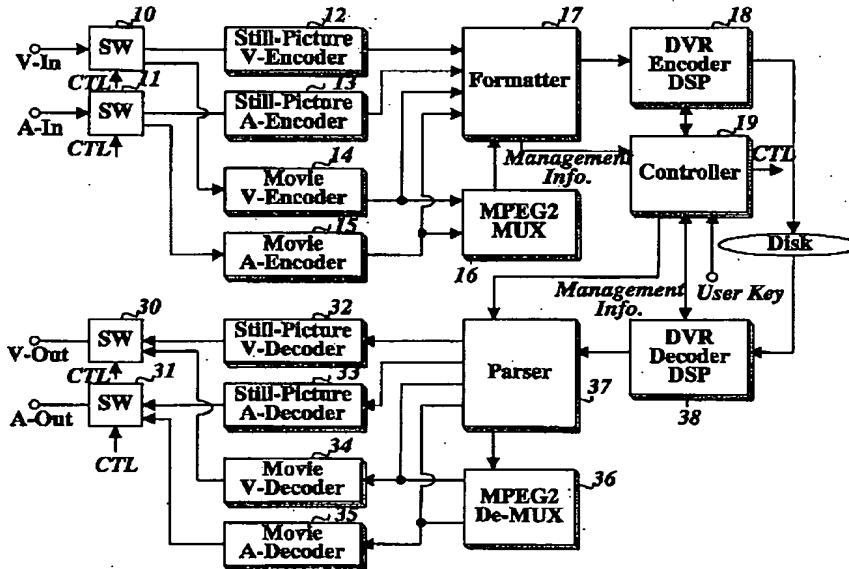 10
12
17
18
V-In
SW
Still-Picture
V-Encoder
Formatter
DVR
Encoder
DSP
CTL
11
13
A-In
SW
Still-Picture
A-Encoder
19
CTL
14
Management
Info.
Controller
CTL
Movie
V-Encoder
MPEG2
MUX
15
Movie
A-Encoder
16
Disk
Management
Info.
User Key
30
32
V-Out
SW
Still-Picture
V-Decoder
Parser
DVR
Decoder
DSP
CTL
31
33
A-Out
SW
Still-Picture
A-Decoder
37
38
CTL
34
36
Movie
V-Decoder
MPEG2
De-MUX
35
Movie
A-Decoder